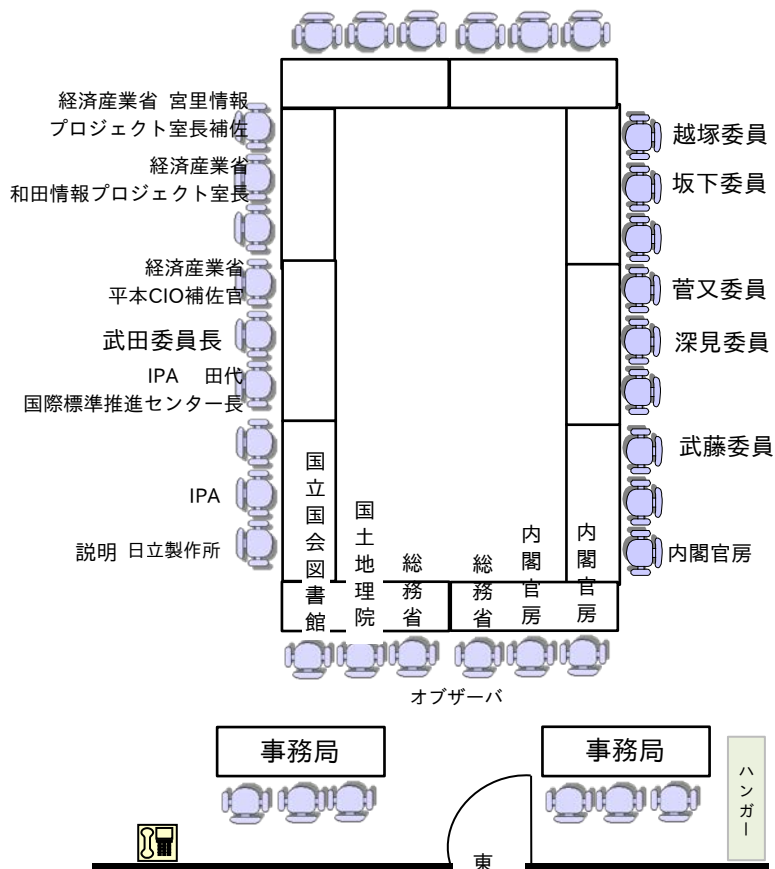 経済産業省 宮里情報
プロジェクト室長補佐
経済産業省
和田情報プロジェクト室長
経済産業省
平本CIO補佐官
武田委員長
IPA 田代
国際標準推進センター長
IPA
説明 日立製作所
越塚委員
坂下委員
菅又委員
深見委員
武藤委員
内閣官房
国立国会図書館
国土地理院
総務省
総務省
内閣官房
内閣官房
オブザーバ
事務局
事務局
ハンガー
東